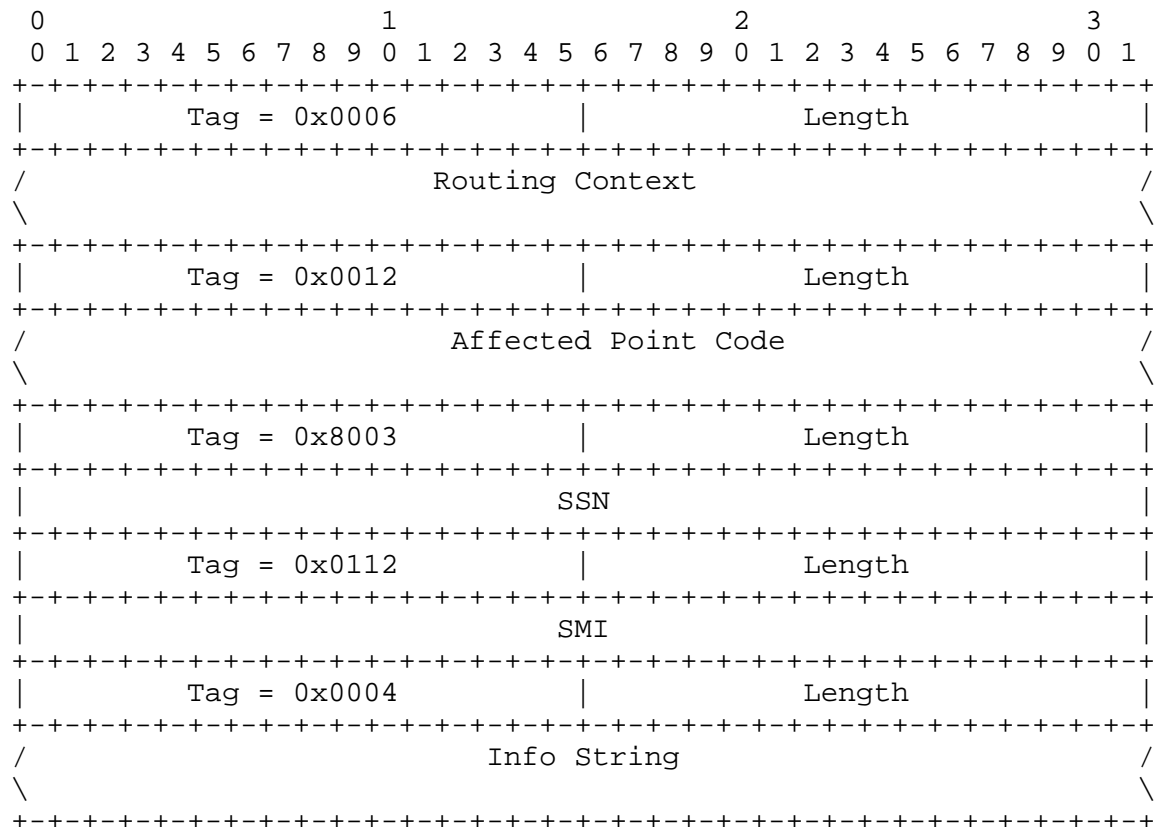 0                   1                   2                   3
 0 1 2 3 4 5 6 7 8 9 0 1 2 3 4 5 6 7 8 9 0 1 2 3 4 5 6 7 8 9 0 1
+-+-+-+-+-+-+-+-+-+-+-+-+-+-+-+-+-+-+-+-+-+-+-+-+-+-+-+-+-+-+-+-+
|         Tag = 0x0006          |            Length             |
+-+-+-+-+-+-+-+-+-+-+-+-+-+-+-+-+-+-+-+-+-+-+-+-+-+-+-+-+-+-+-+-+
/                       Routing Context                         /
\                                                               \
+-+-+-+-+-+-+-+-+-+-+-+-+-+-+-+-+-+-+-+-+-+-+-+-+-+-+-+-+-+-+-+-+
|         Tag = 0x0012          |            Length             |
+-+-+-+-+-+-+-+-+-+-+-+-+-+-+-+-+-+-+-+-+-+-+-+-+-+-+-+-+-+-+-+-+
/                        Affected Point Code                    /
\                                                               \
+-+-+-+-+-+-+-+-+-+-+-+-+-+-+-+-+-+-+-+-+-+-+-+-+-+-+-+-+-+-+-+-+
|         Tag = 0x8003          |            Length             |
+-+-+-+-+-+-+-+-+-+-+-+-+-+-+-+-+-+-+-+-+-+-+-+-+-+-+-+-+-+-+-+-+
|                              SSN                              |
+-+-+-+-+-+-+-+-+-+-+-+-+-+-+-+-+-+-+-+-+-+-+-+-+-+-+-+-+-+-+-+-+
|         Tag = 0x0112          |            Length             |
+-+-+-+-+-+-+-+-+-+-+-+-+-+-+-+-+-+-+-+-+-+-+-+-+-+-+-+-+-+-+-+-+
|                              SMI                              |
+-+-+-+-+-+-+-+-+-+-+-+-+-+-+-+-+-+-+-+-+-+-+-+-+-+-+-+-+-+-+-+-+
|         Tag = 0x0004          |            Length             |
+-+-+-+-+-+-+-+-+-+-+-+-+-+-+-+-+-+-+-+-+-+-+-+-+-+-+-+-+-+-+-+-+
/                          Info String                          /
\                                                               \
+-+-+-+-+-+-+-+-+-+-+-+-+-+-+-+-+-+-+-+-+-+-+-+-+-+-+-+-+-+-+-+-+